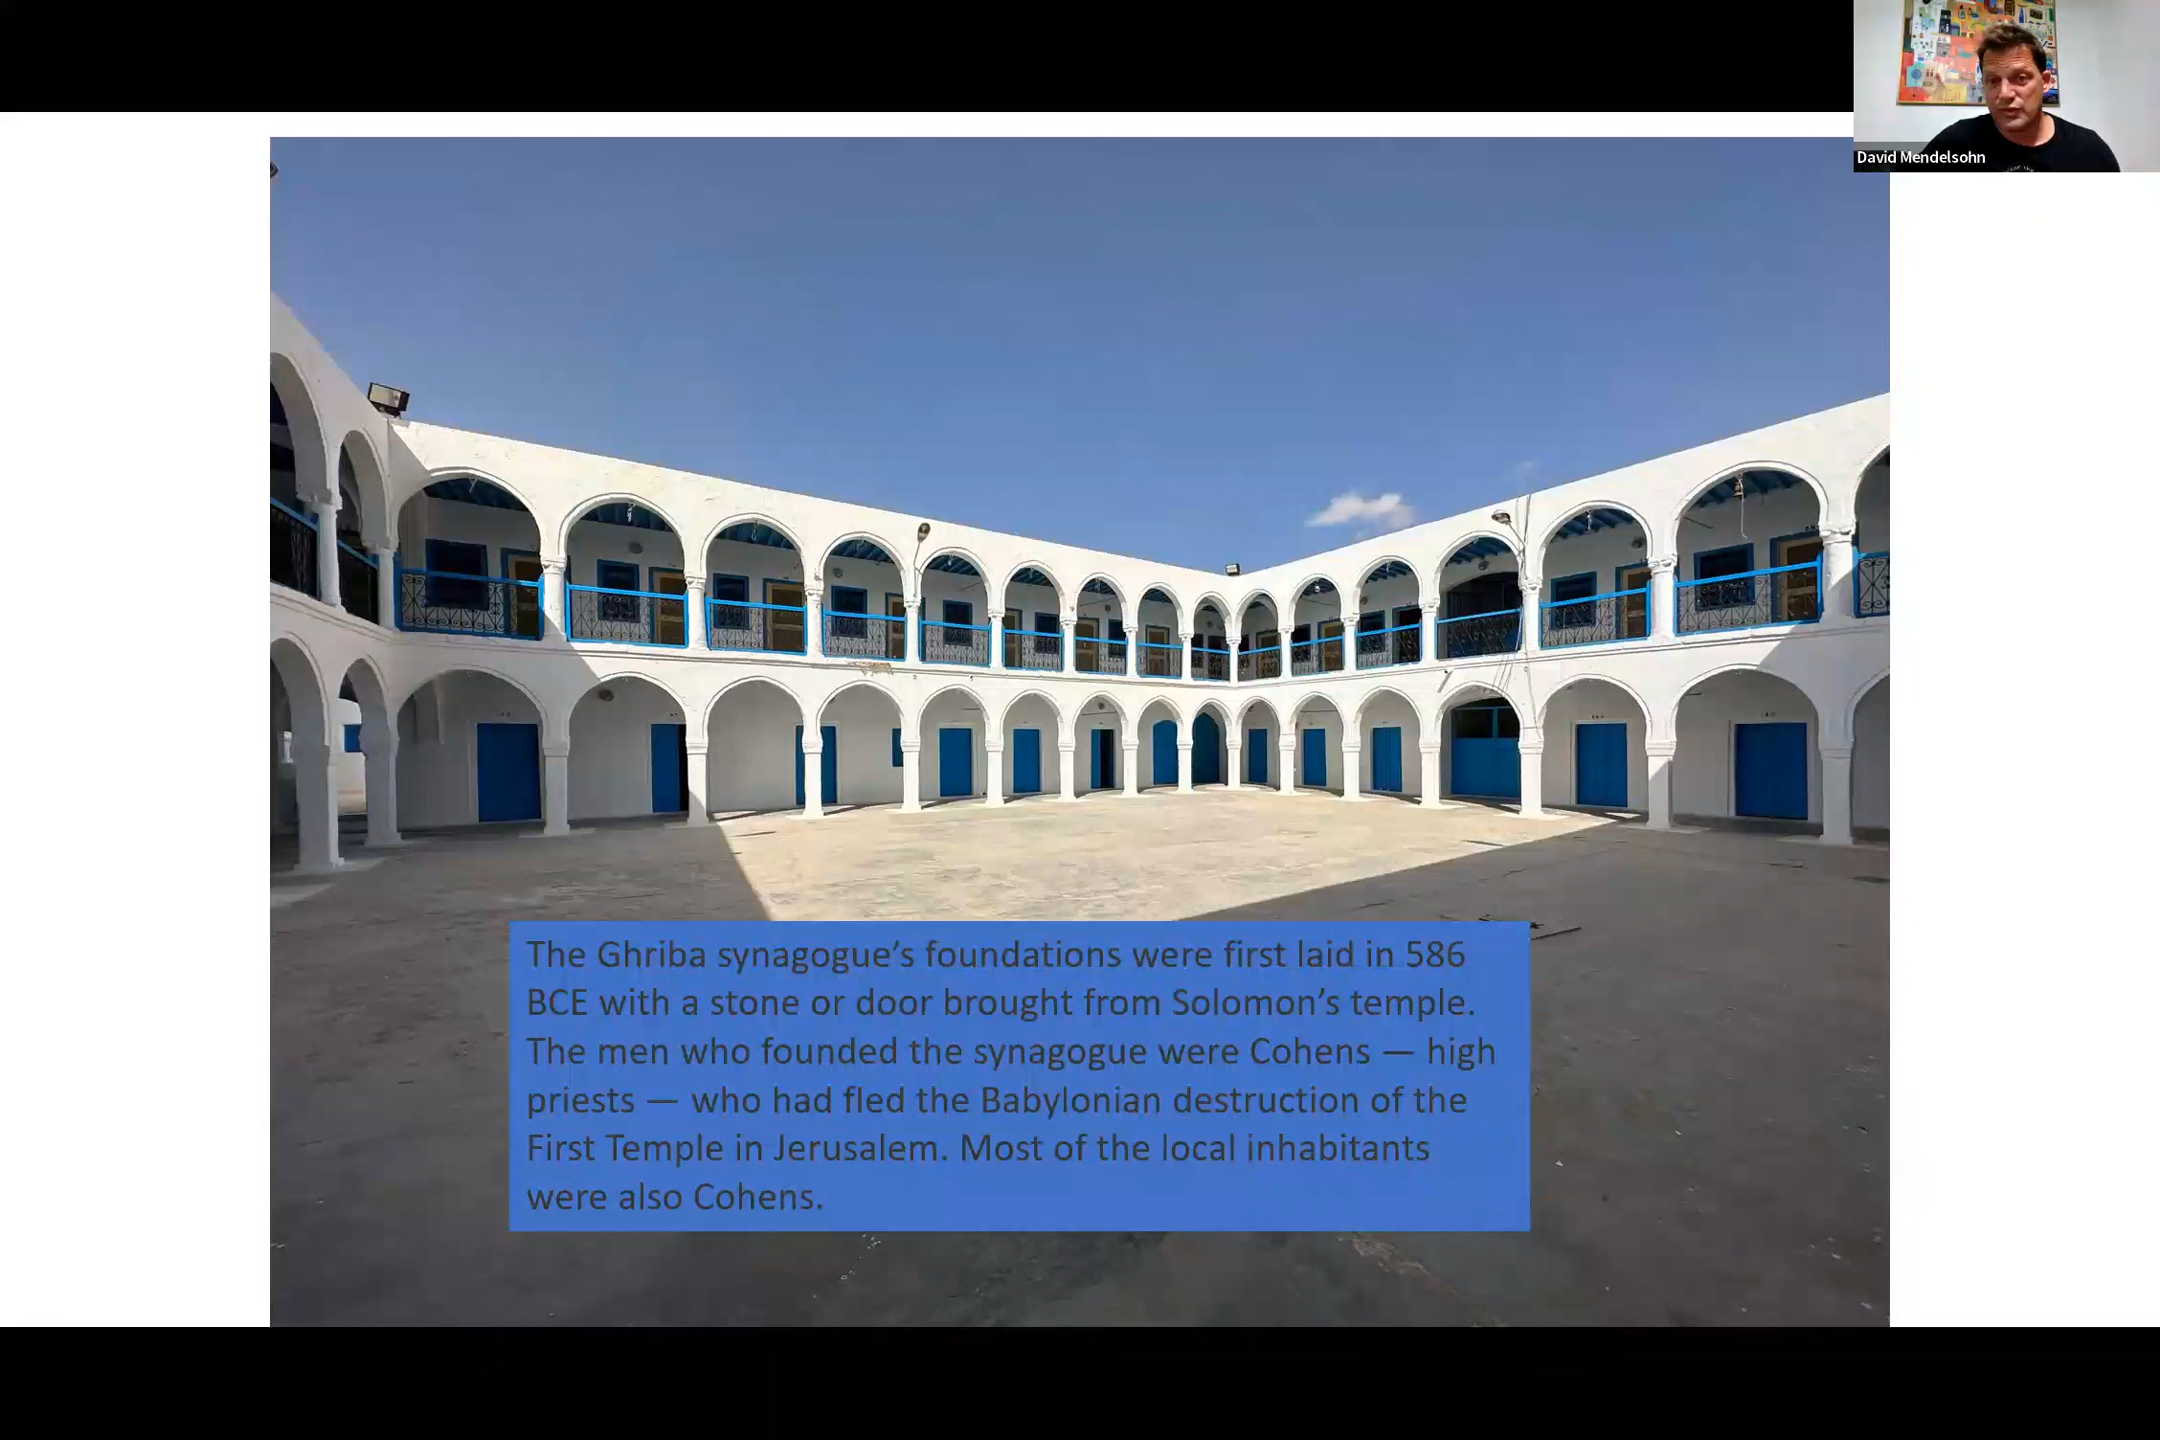 David Mendelsohn
The Ghriba synagogue’s foundations were first laid in 586
BCE with a stone or door brought from Solomon’s temple.
The men who founded the synagogue were Cohens — high
priests — who had fled the Babylonian destruction of the
First Temple in Jerusalem. Most of the local inhabitants
were also Cohens.